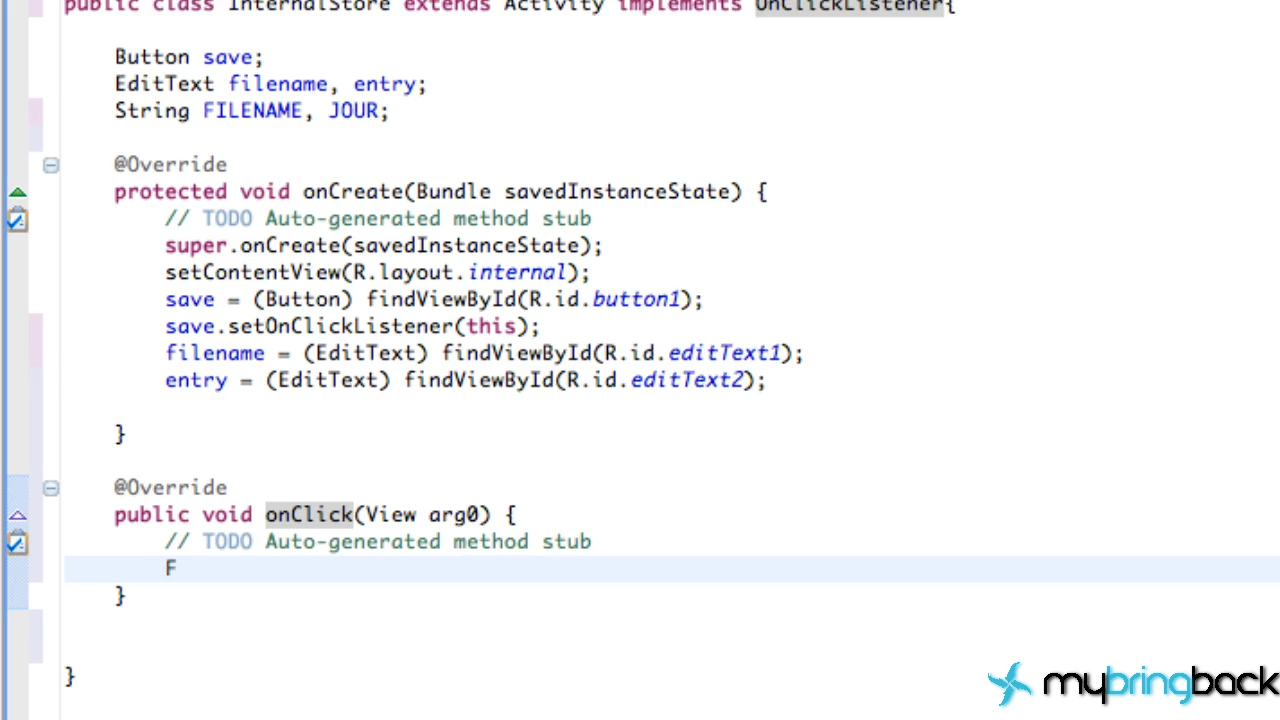 public class InternalStore extends Activity implements OnClickListener{
Button save;
EditText filename, entry;
String FILENAME, JOUR;
@Override
protected void onCreate(Bundle savedInstanceState) {
// TODO Auto-generated method stub
super.onCreate(savedInstanceState);
setContentView(R.layout.internal);
save = (Button) findViewById(R.id.button1);
save.setOnClickListener(this);
filename = (EditText) findViewById(R.id.editText1);
entry = (EditText) findViewById(R.id.editText2);
}
@Override
public void onClick(View arg0) {
// TODO Auto-generated method stub
F
}
}
mybringback